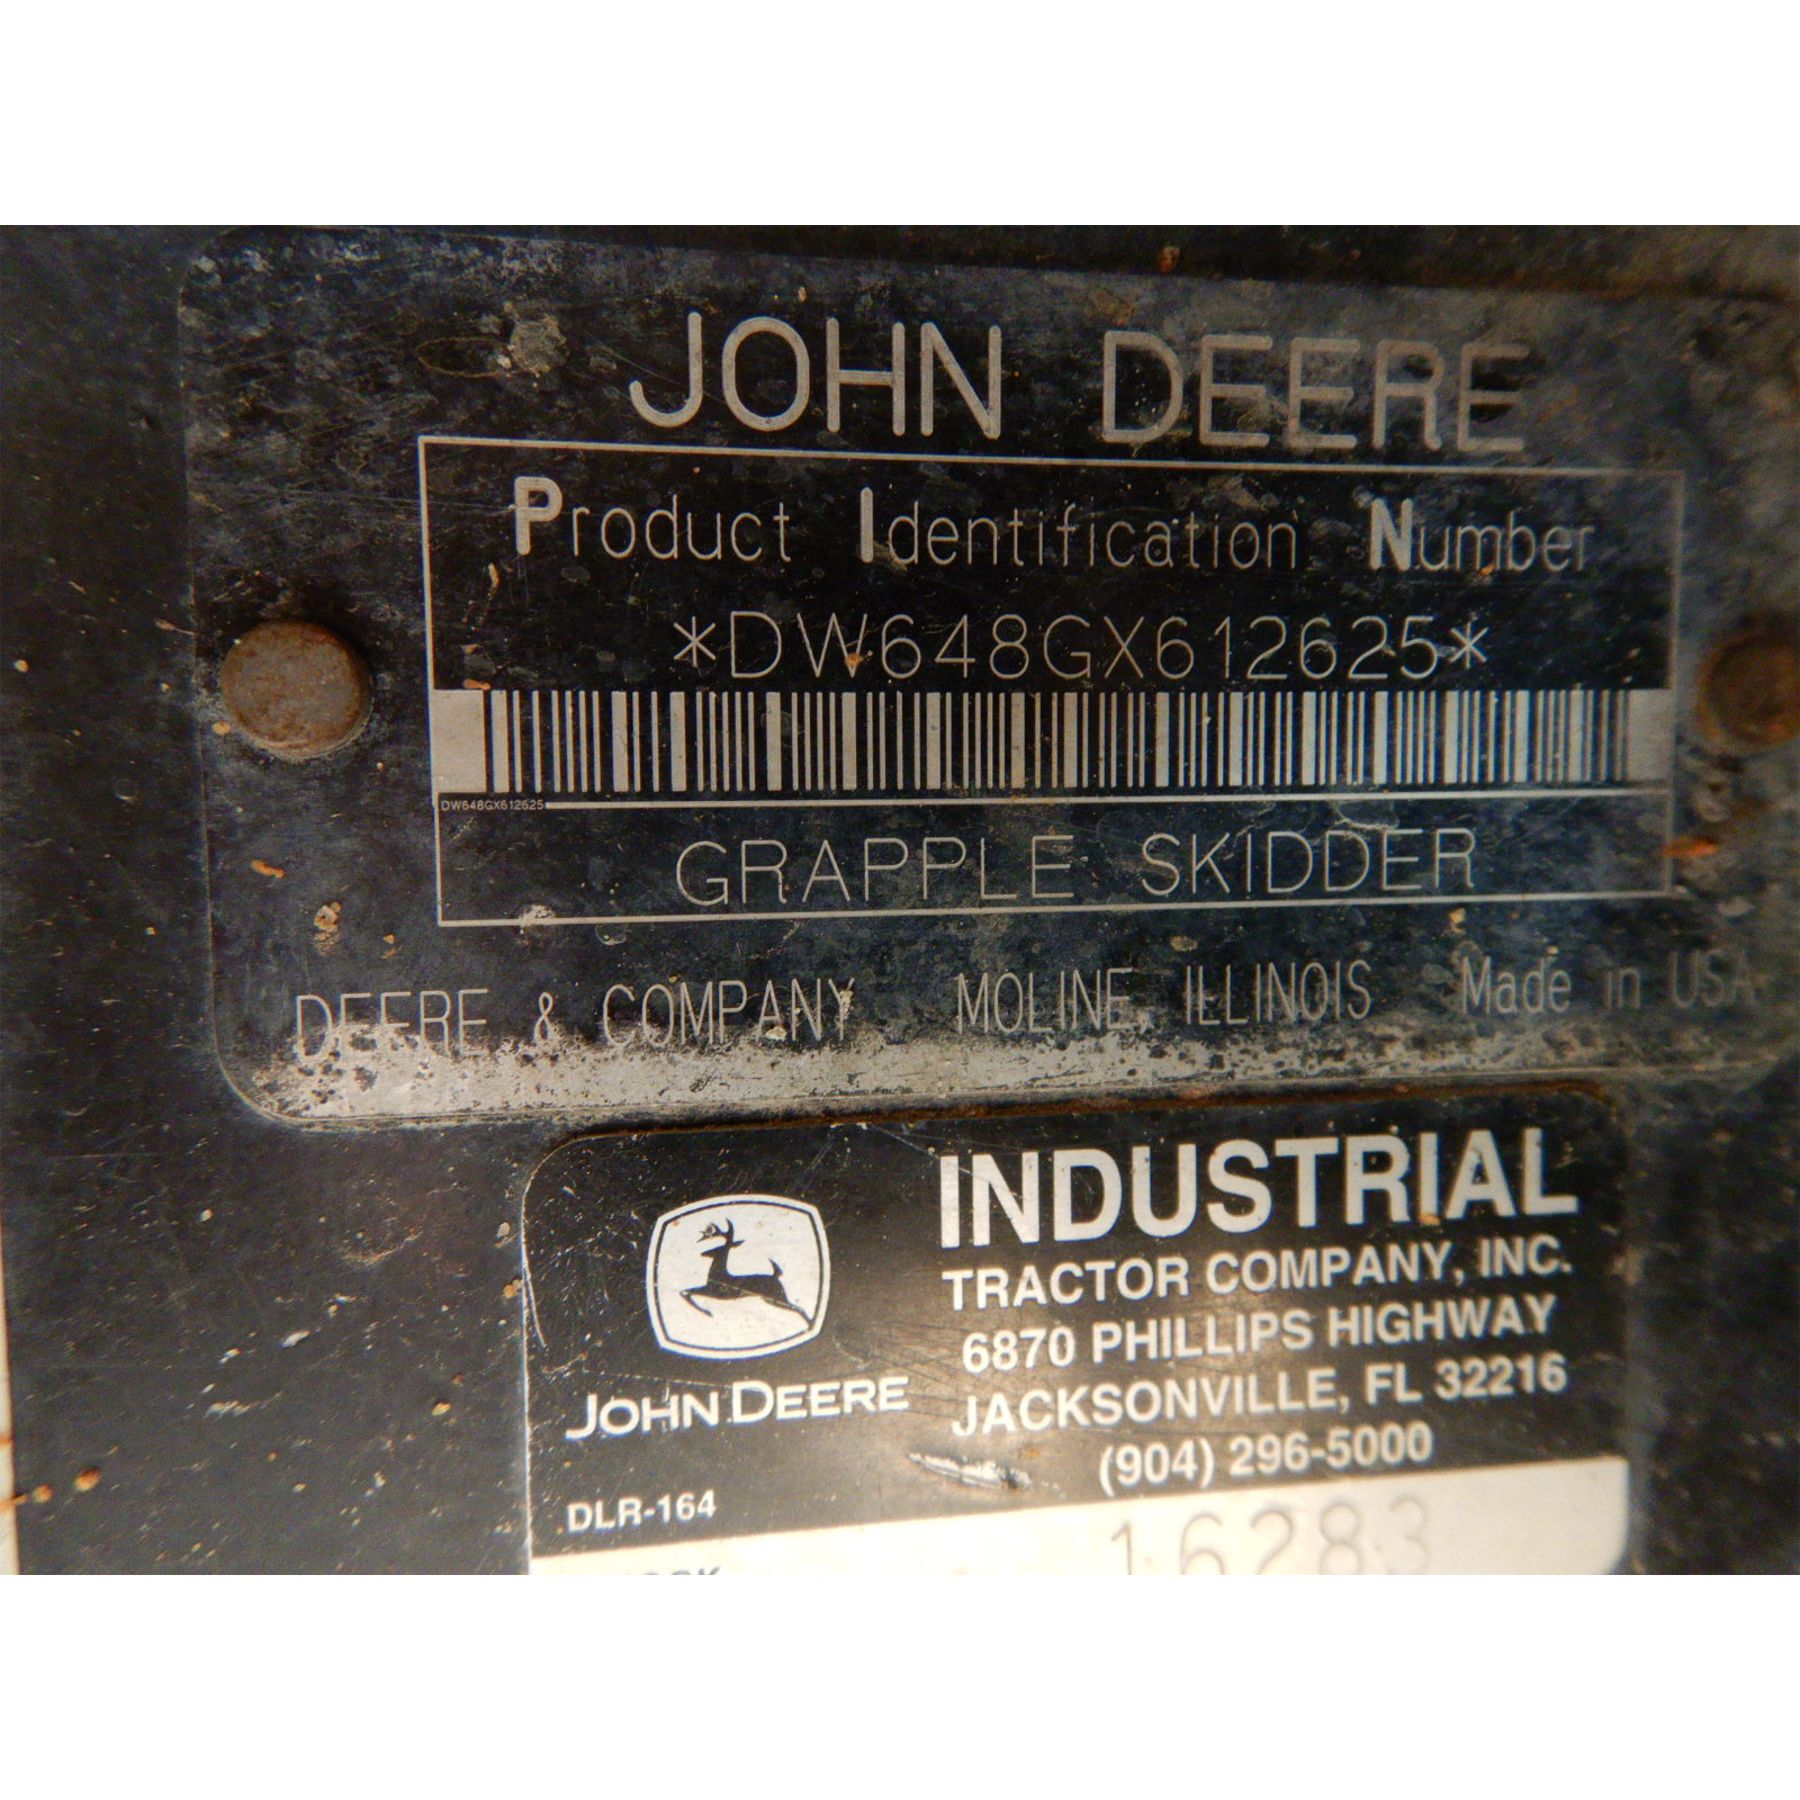 JOHN DEERE
Product Identification Number
*DW648GX612625*
DW648GX612625
GRAPPLE SKIDDER
DEERE & COMPANY MOLINE, ILLINOIS Made in USA
INDUSTRIAL
TRACTOR COMPANY, INC.
6870 PHILLIPS HIGHWAY
JACKSONVILLE, FL 32216
(904) 296-5000
JOHN DEERE
DLR-164
16283